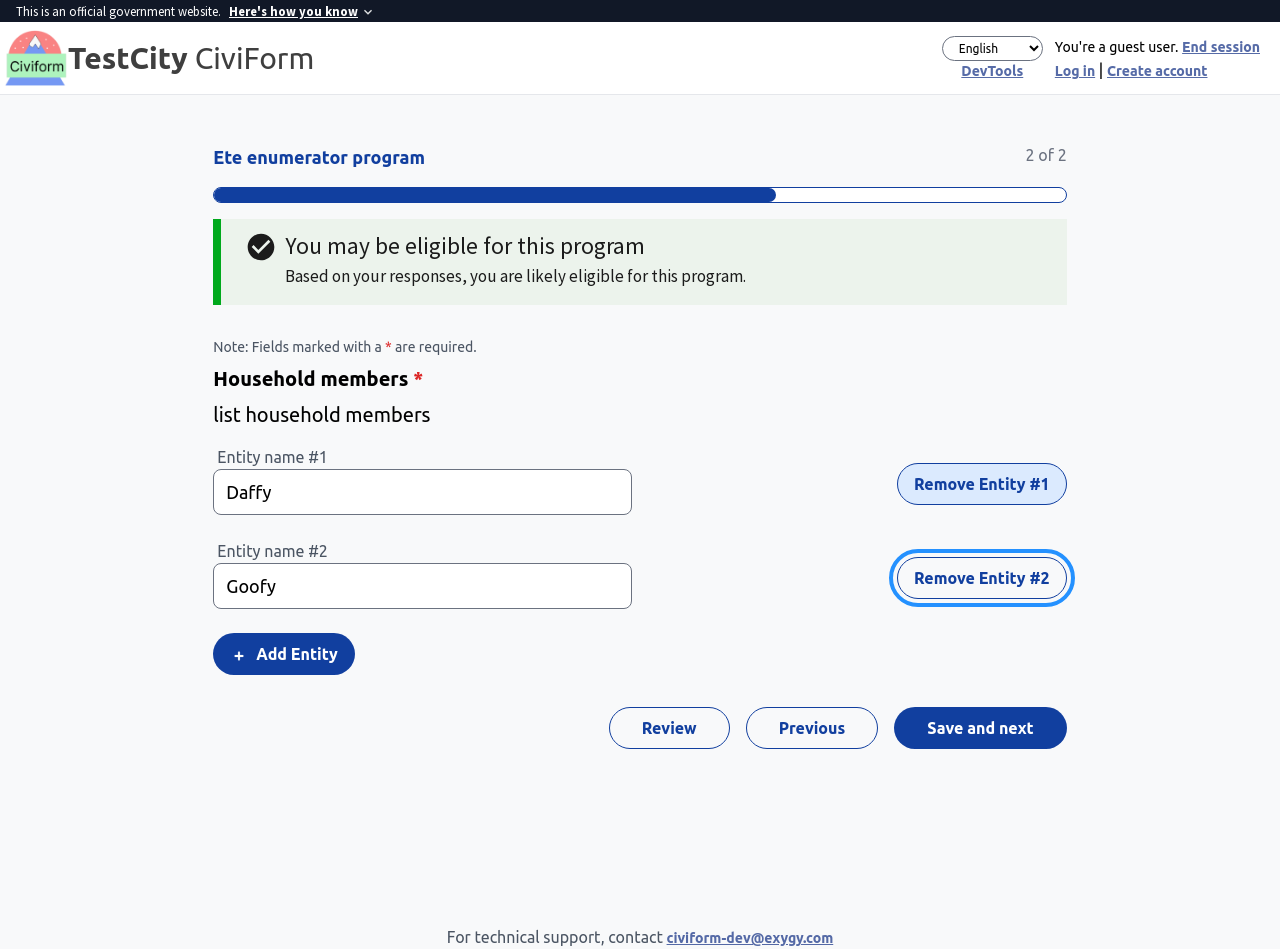 This is an official government website. Here's how you know
Civiform
TestCity CiviForm
English
You're a guest user. End session
DevTools
Log in | Create account
Ete enumerator program
2 of 2
You may be eligible for this program
Based on your responses, you are likely eligible for this program.
Note: Fields marked with a * are required.
Household members *
list household members
Entity name #1
Daffy
Remove Entity #1
Entity name #2
Goofy
Remove Entity #2
+ Add Entity
Review
Previous
Save and next
For technical support, contact civiform-dev@exygy.com